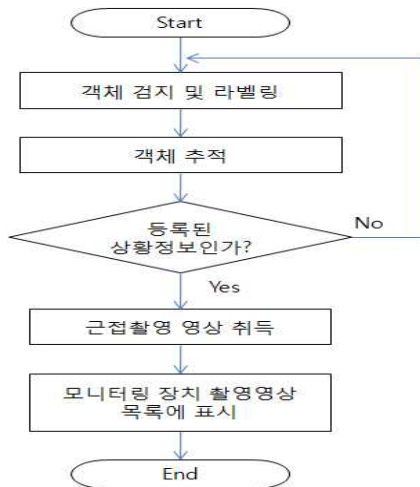 Start
객체 검지 및 라벨링
객체 추적
등록된
상황정보인가?
No
Yes
근접촬영 영상 취득
모니터링 장치 촬영영상
목록에 표시
End